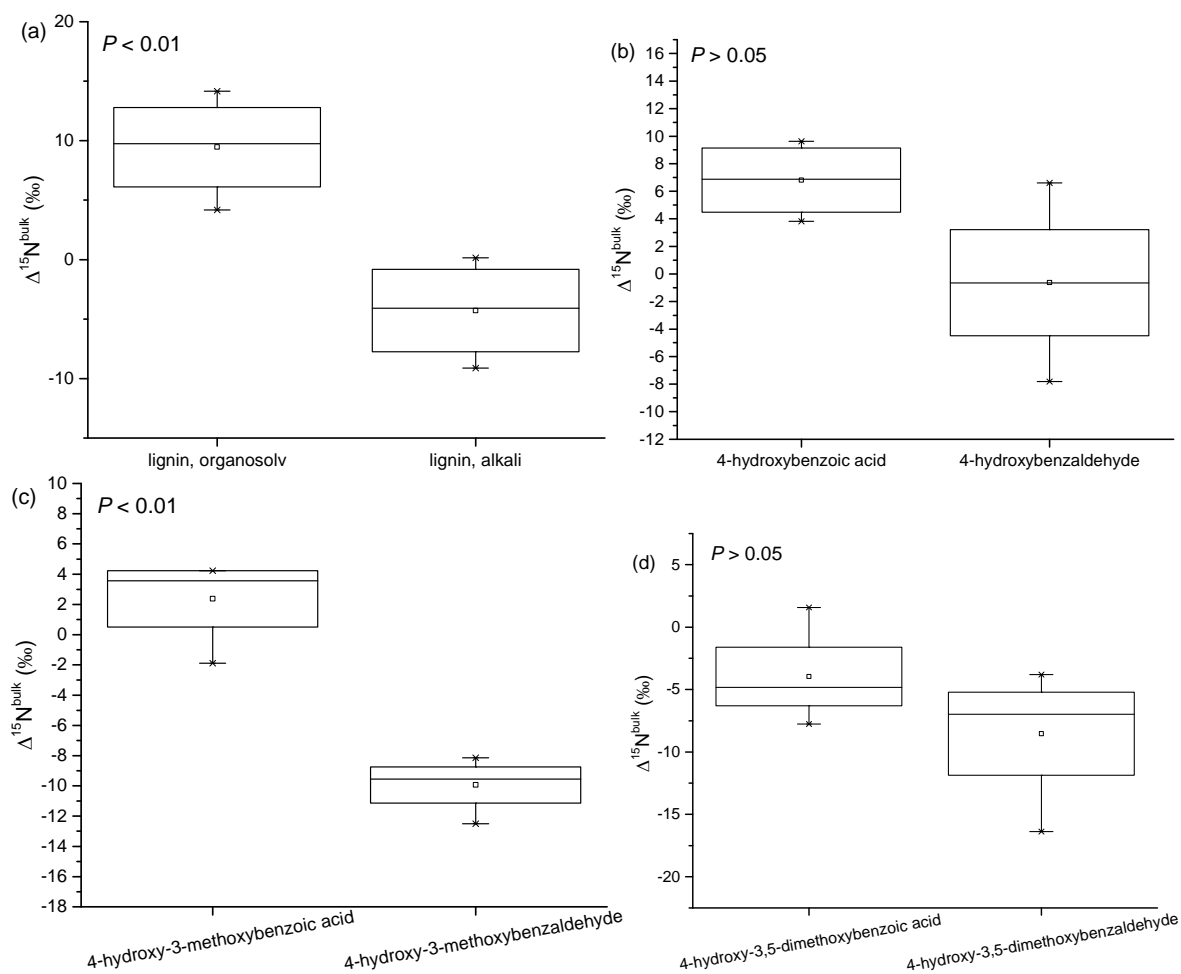 (a)
P < 0.01
20
10
0
-10
Δ¹⁵Nᵇᵘˡᵏ (‰)
lignin, organosolv
lignin, alkali
(b)
P > 0.05
16
14
12
10
8
6
4
2
0
-2
-4
-6
-8
-10
-12
Δ¹⁵Nᵇᵘˡᵏ (‰)
4-hydroxybenzoic acid
4-hydroxybenzaldehyde
(c)
P < 0.01
10
8
6
4
2
0
-2
-4
-6
-8
-10
-12
-14
-16
-18
Δ¹⁵Nᵇᵘˡᵏ (‰)
4-hydroxy-3-methoxybenzoic acid
4-hydroxy-3-methoxybenzaldehyde
(d)
P > 0.05
5
0
-5
-10
-15
-20
Δ¹⁵Nᵇᵘˡᵏ (‰)
4-hydroxy-3,5-dimethoxybenzoic acid
4-hydroxy-3,5-dimethoxybenzaldehyde